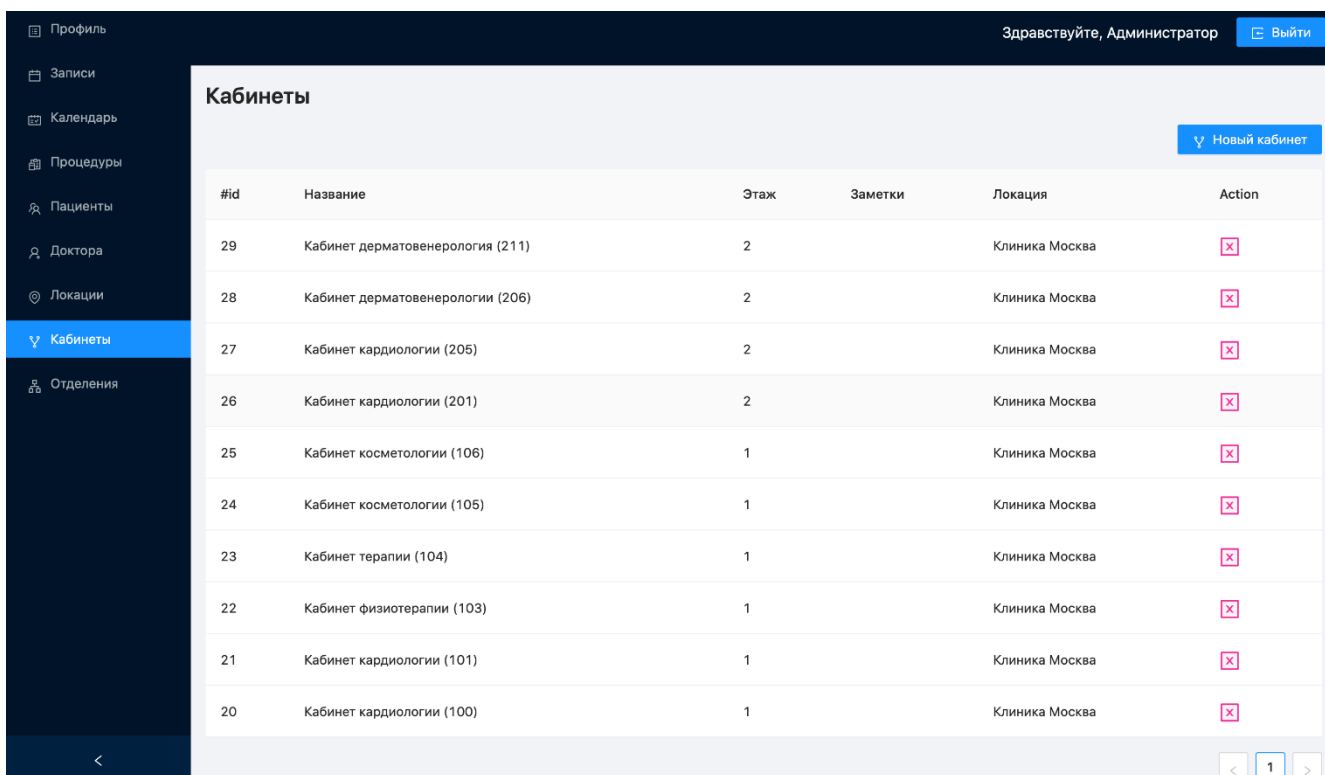 Профиль
Здравствуйте, Администратор
Выйти
Записи
Календарь
Процедуры
Пациенты
Доктора
Локации
Кабинеты
Отделения
Кабинеты
Новый кабинет
#id Название Этаж Заметки Локация Action
29 Кабинет дерматовенерология (211) 2 Клиника Москва
28 Кабинет дерматовенерологии (206) 2 Клиника Москва
27 Кабинет кардиологии (205) 2 Клиника Москва
26 Кабинет кардиологии (201) 2 Клиника Москва
25 Кабинет косметологии (106) 1 Клиника Москва
24 Кабинет косметологии (105) 1 Клиника Москва
23 Кабинет терапии (104) 1 Клиника Москва
22 Кабинет физиотерапии (103) 1 Клиника Москва
21 Кабинет кардиологии (101) 1 Клиника Москва
20 Кабинет кардиологии (100) 1 Клиника Москва
< 1 >